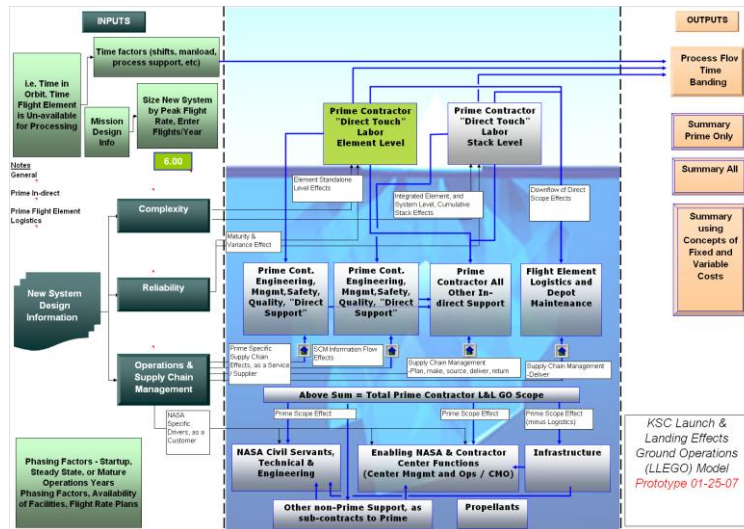 INPUTS
i.e. Time in
Orbit, Time
Flight Element
is Un-available
for Processing
Time factors (shifts, manload,
process support, etc)
Mission
Design
Info
Size New System
by Peak Flight
Rate. Enter
Flights/Year
6.00
Notes
General
Prime In-direct
Prime Flight Element
Logistics
Complexity
New System
Design
Information
Reliability
Operations &
Supply Chain
Management
Phasing Factors - Startup,
Steady State, or Mature
Operations Years
Phasing Factors, Availability
of Facilities, Flight Rate Plans
Prime Contractor
"Direct Touch"
Labor
Element Level
Prime Contractor
"Direct Touch"
Labor
Stack Level
Element Standalone
Level Effects
Integrated Element, and
System Level, Cumulative
Stack Effects
Downflow of Direct
Scope Effects
Maturity &
Variance Effect
Prime Cont.
Engineering,
Mngmt,Safety,
Quality, "Direct
Support"
Prime Cont.
Engineering,
Mngmt,Safety,
Quality, "Direct
Support"
Prime
Contractor All
Other In-
direct Support
Flight Element
Logistics and
Depot
Maintenance
Prime Specific
Supply Chain
Effects, as a Service
/ Supplier
SCM Information Flow
Effects
Supply Chain Management
-Plan, make, source, deliver, return
Supply Chain Management
-Deliver
Above Sum = Total Prime Contractor L&L GO Scope
NASA
Specific
Drivers, as a
Customer
Prime Scope Effect
Prime Scope Effect
Prime Scope Effect
(minus Logistics)
NASA Civil Servants,
Technical &
Engineering
Enabling NASA & Contractor
Center Functions
(Center Mngmt and Ops / CMO)
Infrastructure
Other non-Prime Support, as
sub-contracts to Prime
Propellants
OUTPUTS
Process Flow
Time
Banding
Summary
Prime Only
Summary All
Summary
using
Concepts of
Fixed and
Variable
Costs
KSC Launch &
Landing Effects
Ground Operations
(LLEGO) Model
Prototype 01-25-07